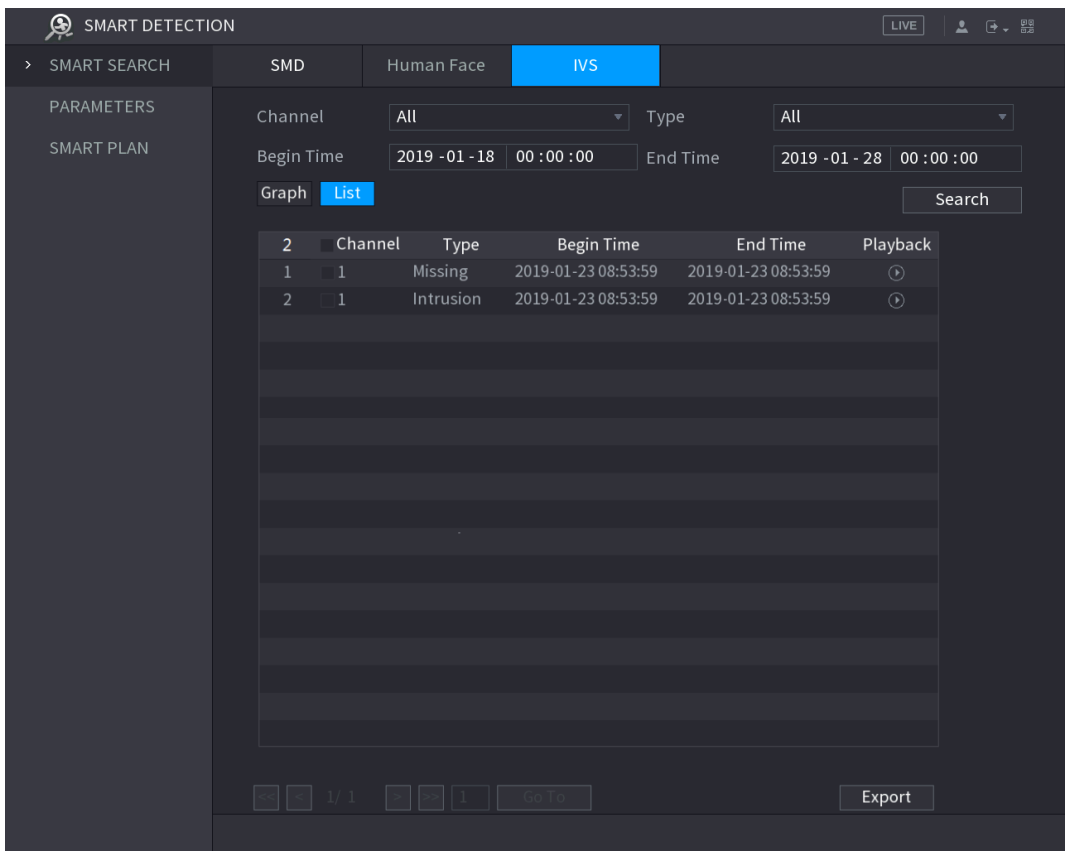 SMART DETECTION LIVE
SMART SEARCH SMD Human Face IVS
PARAMETERS
SMART PLAN
Channel All Type All
Begin Time 2019 -01 -18 00 :00 :00 End Time 2019 -01 - 28 00 :00 :00
Graph List
Search
2 Channel Type Begin Time End Time Playback
1 1 Missing 2019-01-23 08:53:59 2019-01-23 08:53:59
2 1 Intrusion 2019-01-23 08:53:59 2019-01-23 08:53:59
<< < 1/ 1 > >> 1 Go To Export